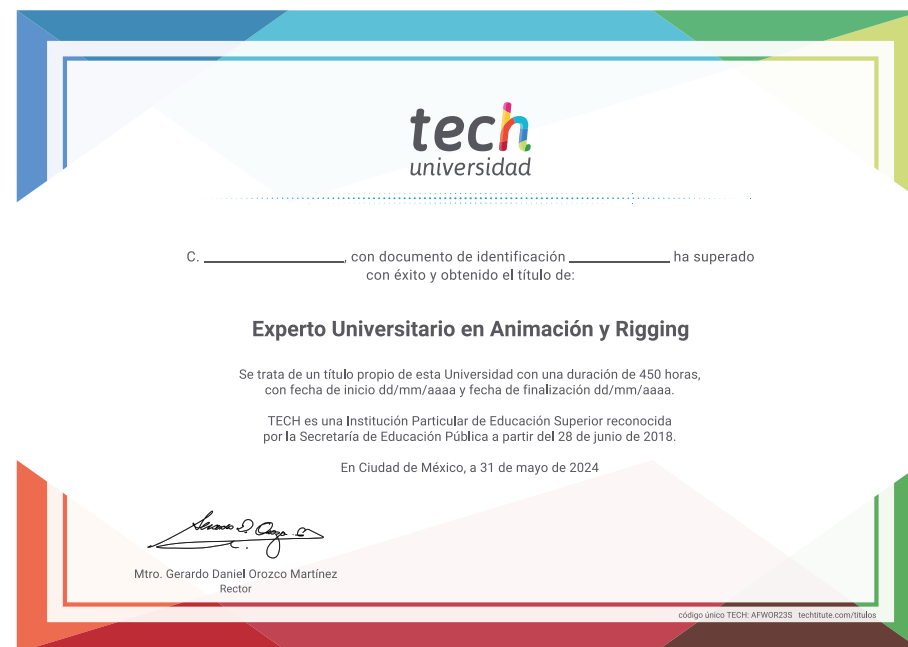 tech
universidad
C. ____________, con documento de identificación ____________ ha superado
con éxito y obtenido el título de:
Experto Universitario en Animación y Rigging
Se trata de un título propio de esta Universidad con una duración de 450 horas,
con fecha de inicio dd/mm/aaaa y fecha de finalización dd/mm/aaaa.
TECH es una Institución Particular de Educación Superior reconocida
por la Secretaría de Educación Pública a partir del 28 de junio de 2018.
En Ciudad de México, a 31 de mayo de 2024
Mtro. Gerardo Daniel Orozco Martínez
Rector
código único TECH: AFWOR23S techtitute.com/titulos